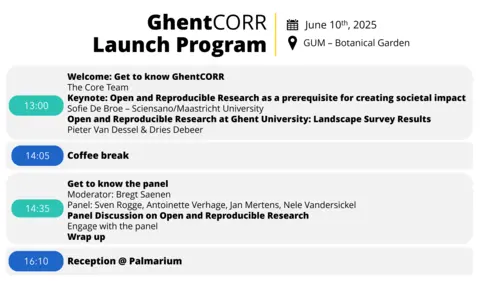 GhentCORR
Launch Program
June 10th, 2025
GUM – Botanical Garden
13:00
Welcome: Get to know GhentCORR
The Core Team
Keynote: Open and Reproducible Research as a prerequisite for creating societal impact
Sofie De Broe – Sciensano/Maastricht University
Open and Reproducible Research at Ghent University: Landscape Survey Results
Pieter Van Dessel & Dries Debeer
14:05
Coffee break
14:35
Get to know the panel
Moderator: Bregt Saenen
Panel: Sven Rogge, Antoinette Verhage, Jan Mertens, Nele Vandersickel
Panel Discussion on Open and Reproducible Research
Engage with the panel
Wrap up
16:10
Reception @ Palmarium